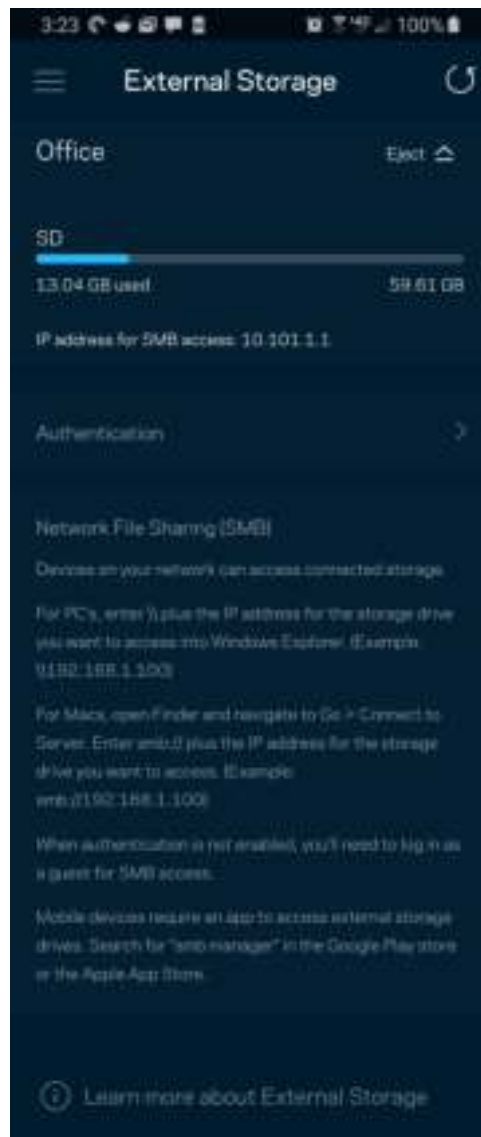 3:23
100%
External Storage
Office
Eject
SD
13.04 GB used
59.61 GB
IP address for SMB access: 10.101.1.1
Authentication
Network File Sharing (SMB)
Devices on your network can access connected storage.
For PC's, enter \\ plus the IP address for the storage drive
you want to access into Windows Explorer. (Example:
\\192.168.1.100)
For Macs, open Finder and navigate to Go > Connect to
Server. Enter smb:// plus the IP address for the storage
drive you want to access. (Example:
smb://192.168.1.100)
When authentication is not enabled, you'll need to log in as
a guest for SMB access.
Mobile devices require an app to access external storage
drives. Search for "smb manager" in the Google Play store
or the Apple App Store.
Learn more about External Storage